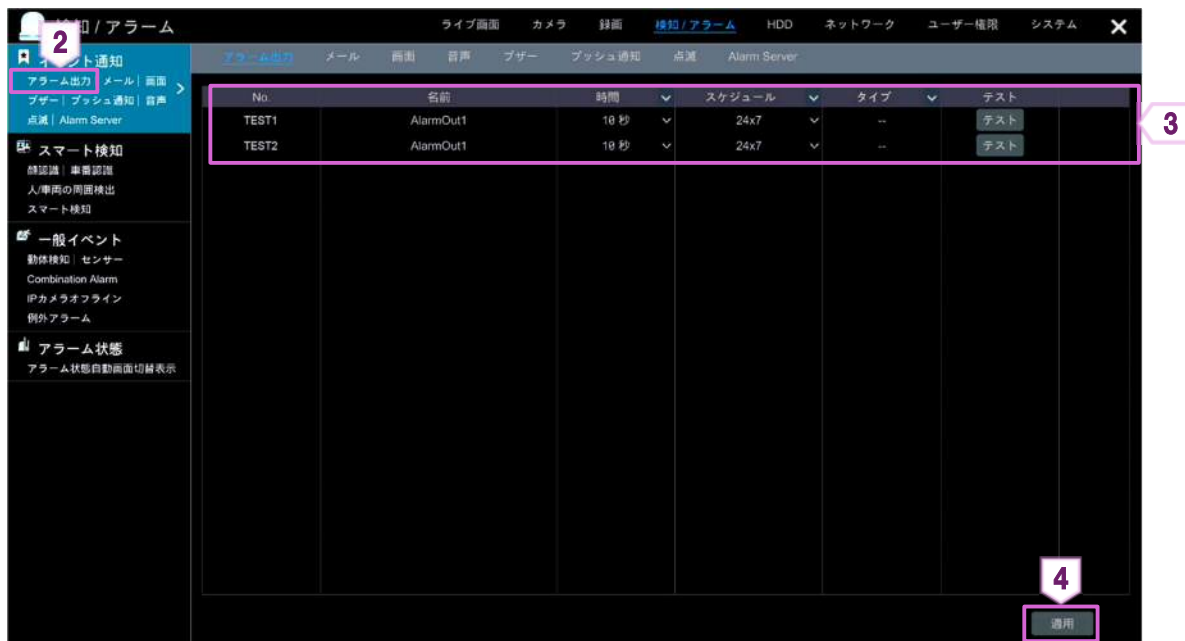 知 / アラーム
ライブ画面 カメラ 録画 検知 / アラーム HDD ネットワーク ユーザー権限 システム ×
2
ント通知
アラーム出力 | メール | 画面
ブザー | プッシュ通知 | 音声
点滅 | Alarm Server
アラーム出力 メール 画面 音声 ブザー プッシュ通知 点滅 Alarm Server
No. 名前 時間 スケジュール タイプ テスト
TEST1 AlarmOut1 10 秒 24x7 -- テスト
TEST2 AlarmOut1 10 秒 24x7 -- テスト
3
スマート検知
顔認識 | 車番認識
人/車両の周囲検出
スマート検知
一般イベント
動体検知 | センサー
Combination Alarm
IPカメラオフライン
例外アラーム
アラーム状態
アラーム状態自動画面切替表示
4
適用